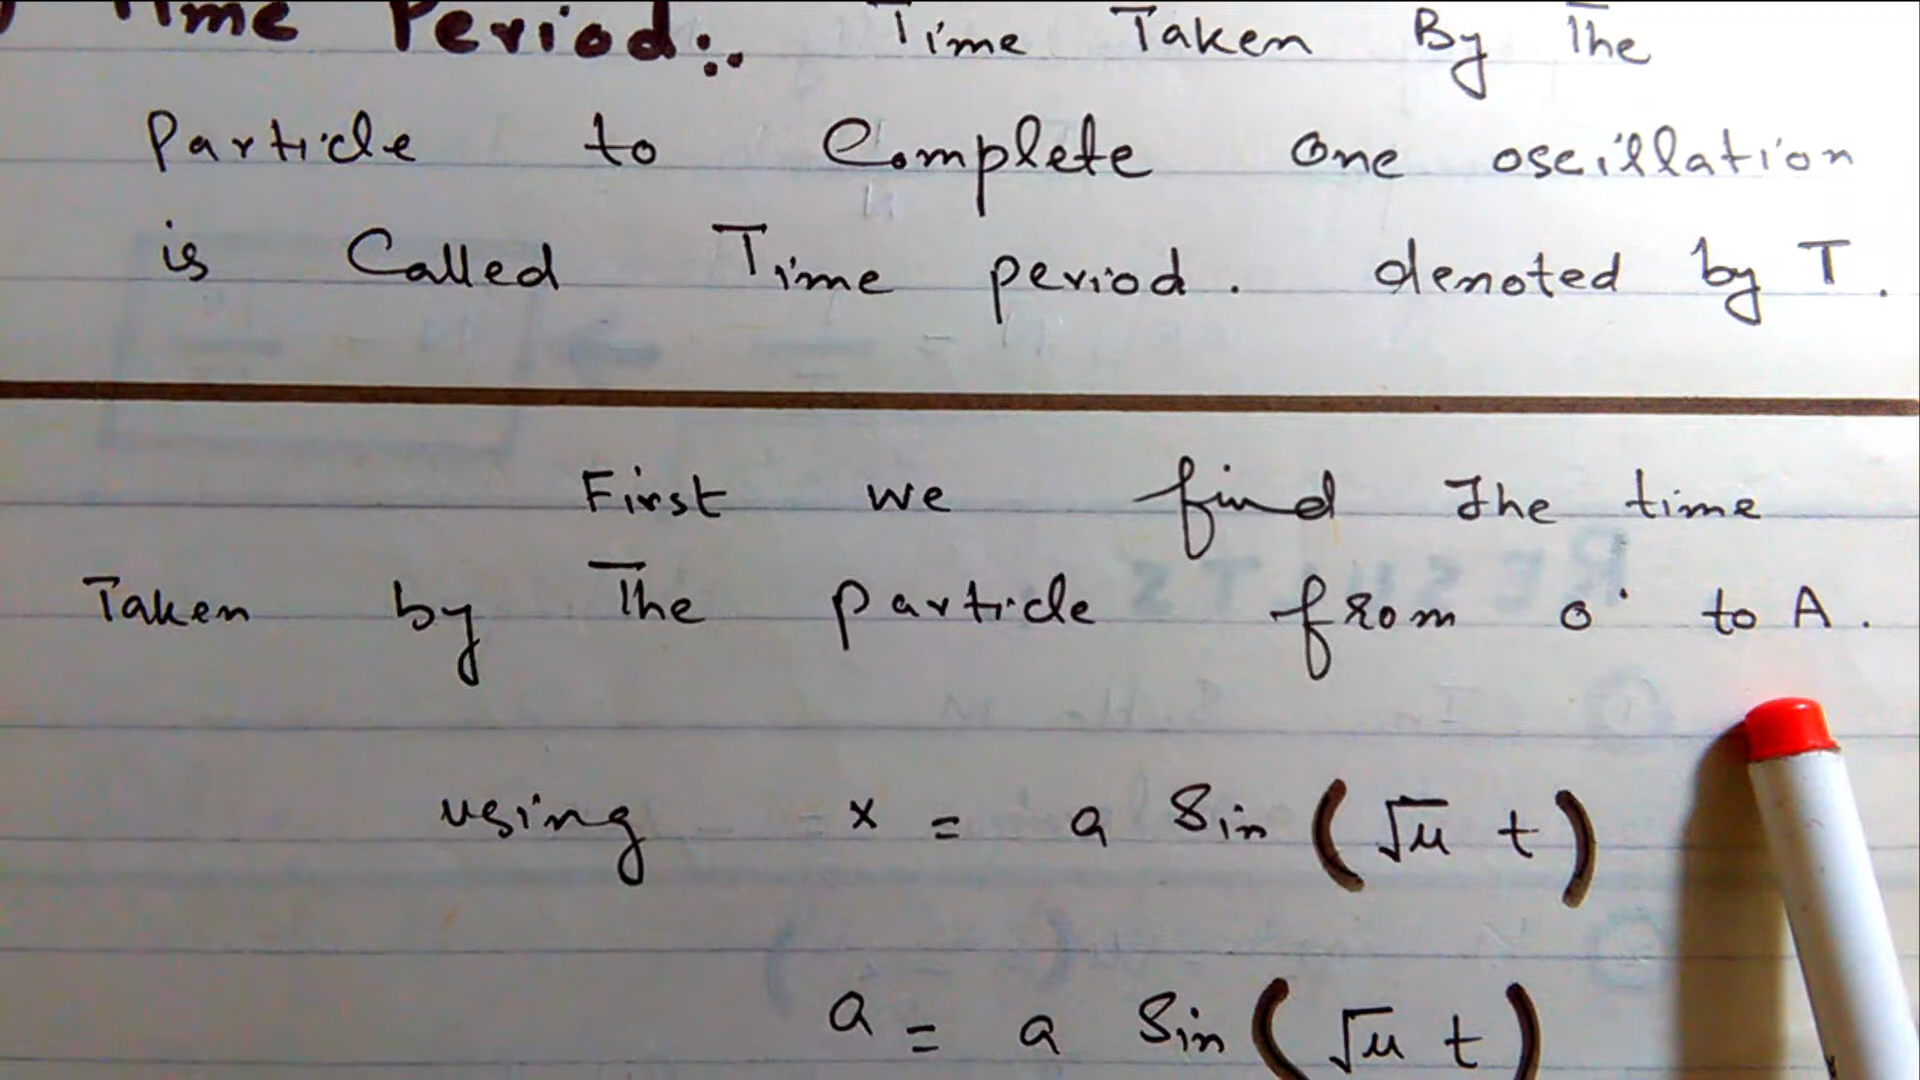 Time Period:. Time Taken By The
Particle to Complete one oscillation
is Called Time period. denoted by T.
First we find The time
Taken by The particle from o' to A.
using x = a Sin (√μ t)
a = a Sin (√μ t)